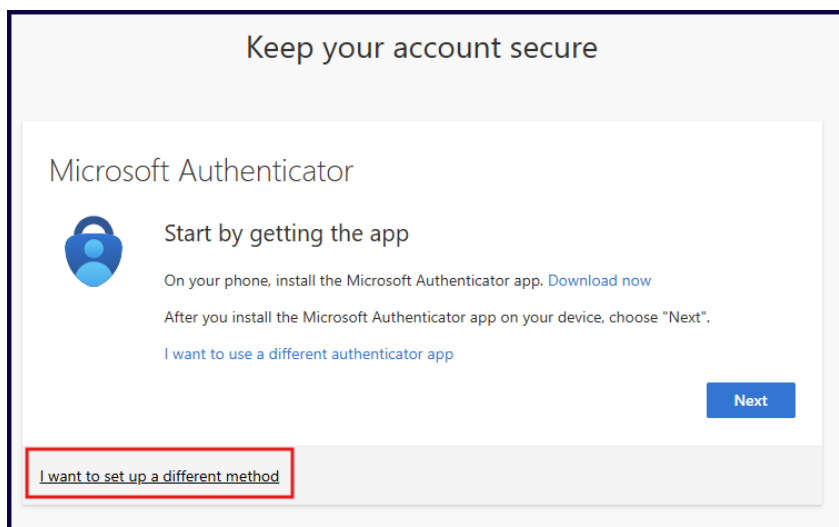 Keep your account secure
Microsoft Authenticator
Start by getting the app
On your phone, install the Microsoft Authenticator app. Download now
After you install the Microsoft Authenticator app on your device, choose "Next".
I want to use a different authenticator app
Next
I want to set up a different method